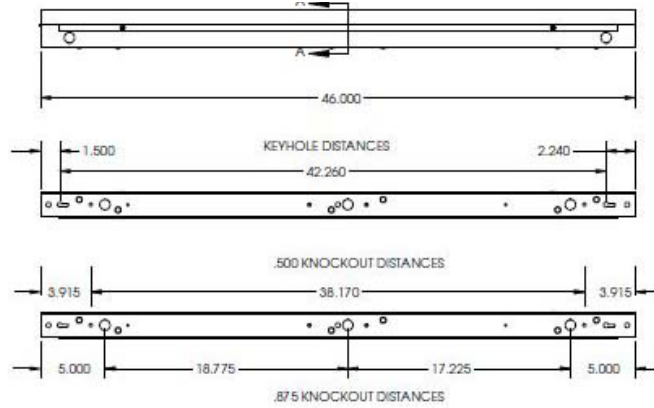 A
A
46.000
KEYHOLE DISTANCES
1.500
2.240
42.260
.500 KNOCKOUT DISTANCES
3.915
38.170
3.915
5.000
18.775
17.225
5.000
.875 KNOCKOUT DISTANCES